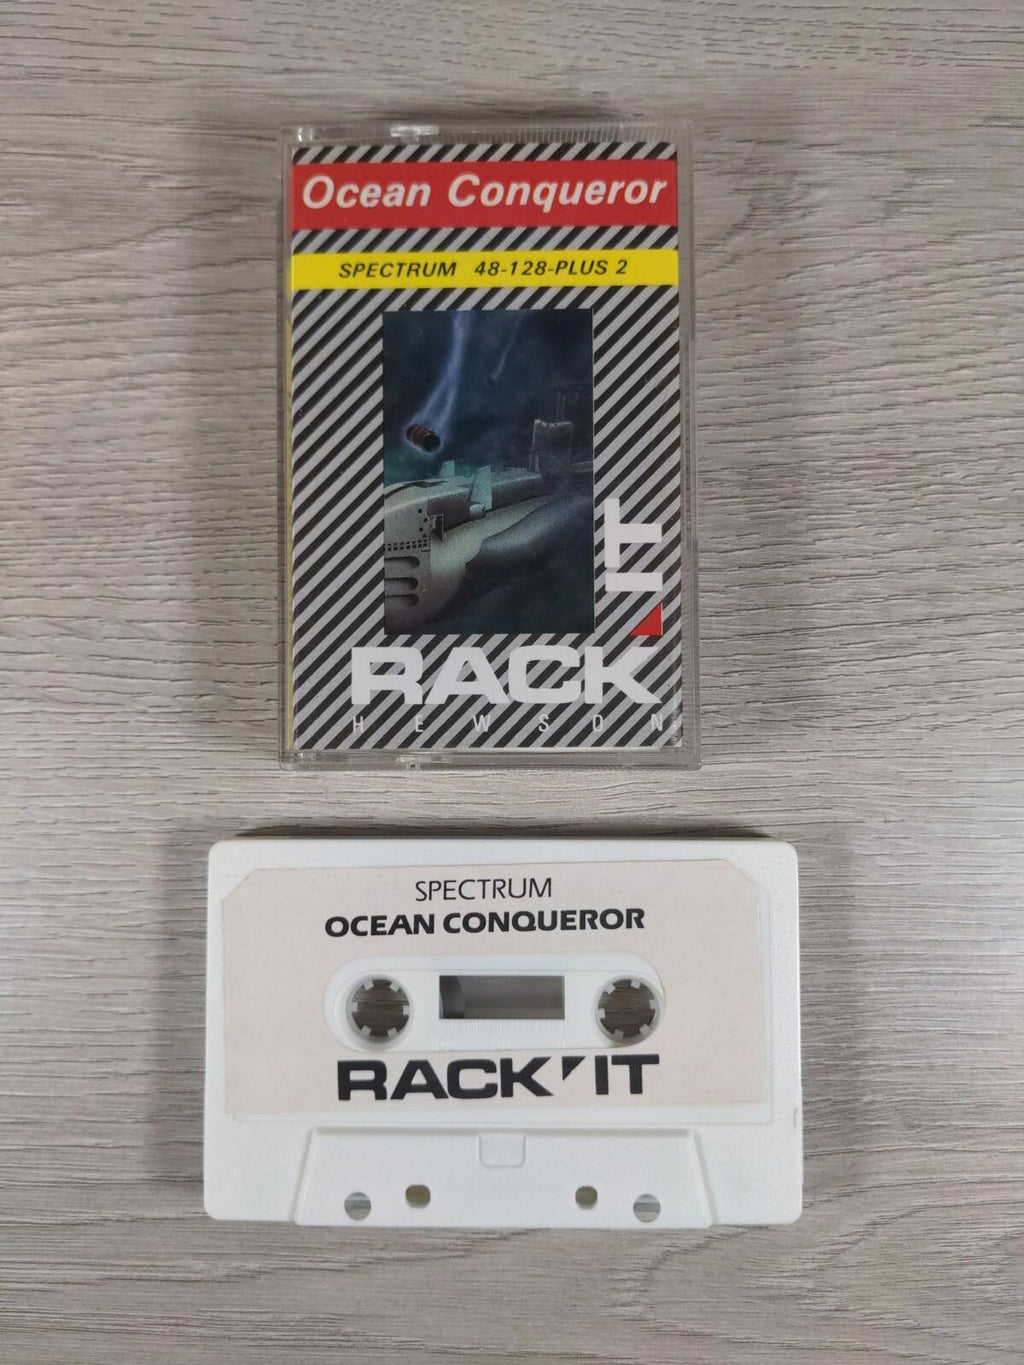 Ocean Conqueror
SPECTRUM 48-128-PLUS 2
RACK'IT
HEWSON
SPECTRUM
OCEAN CONQUEROR
RACK'IT